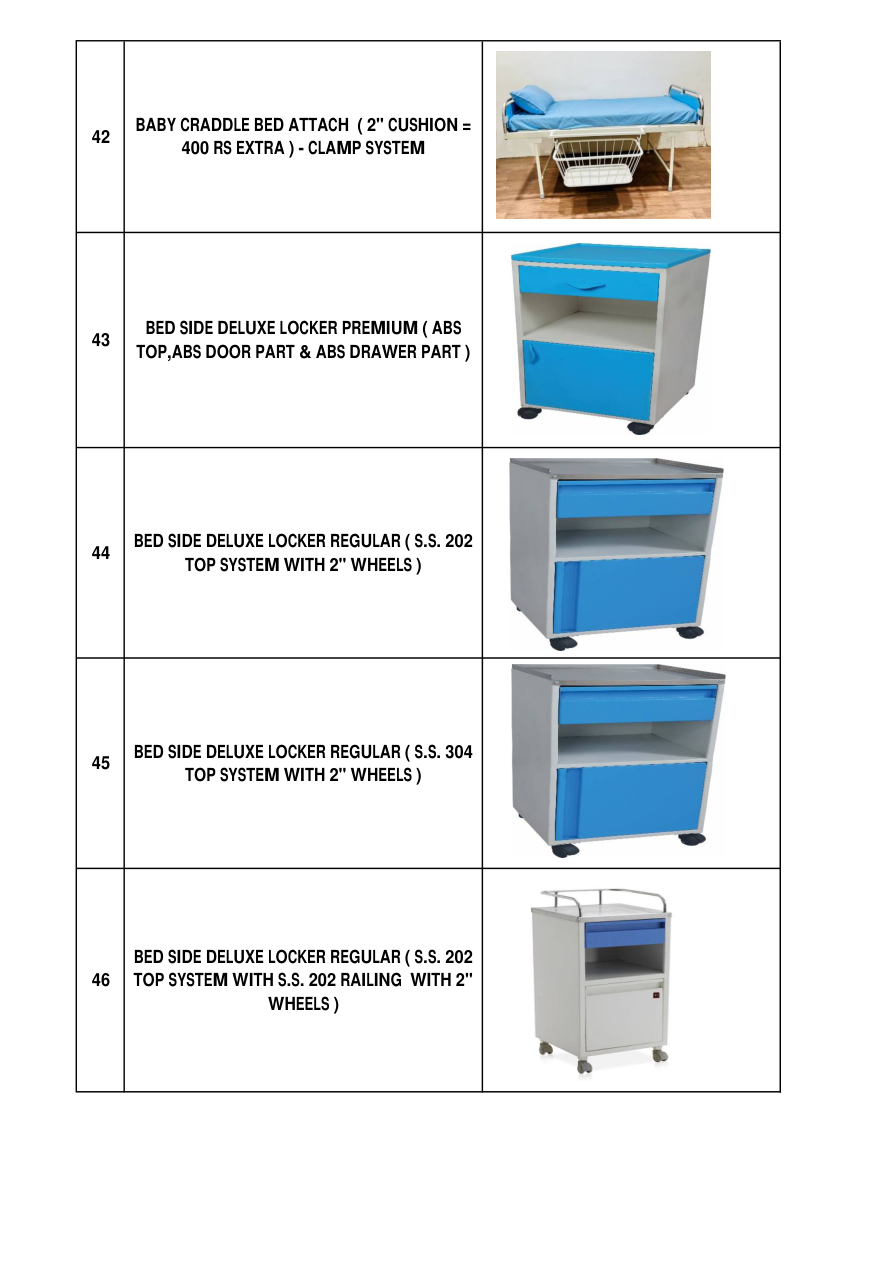 42
BABY CRADDLE BED ATTACH  ( 2" CUSHION =
400 RS EXTRA ) - CLAMP SYSTEM
43
BED SIDE DELUXE LOCKER PREMIUM ( ABS
TOP,ABS DOOR PART & ABS DRAWER PART )
44
BED SIDE DELUXE LOCKER REGULAR ( S.S. 202
TOP SYSTEM WITH 2" WHEELS )
45
BED SIDE DELUXE LOCKER REGULAR ( S.S. 304
TOP SYSTEM WITH 2" WHEELS )
46
BED SIDE DELUXE LOCKER REGULAR ( S.S. 202
TOP SYSTEM WITH S.S. 202 RAILING  WITH 2"
WHEELS )